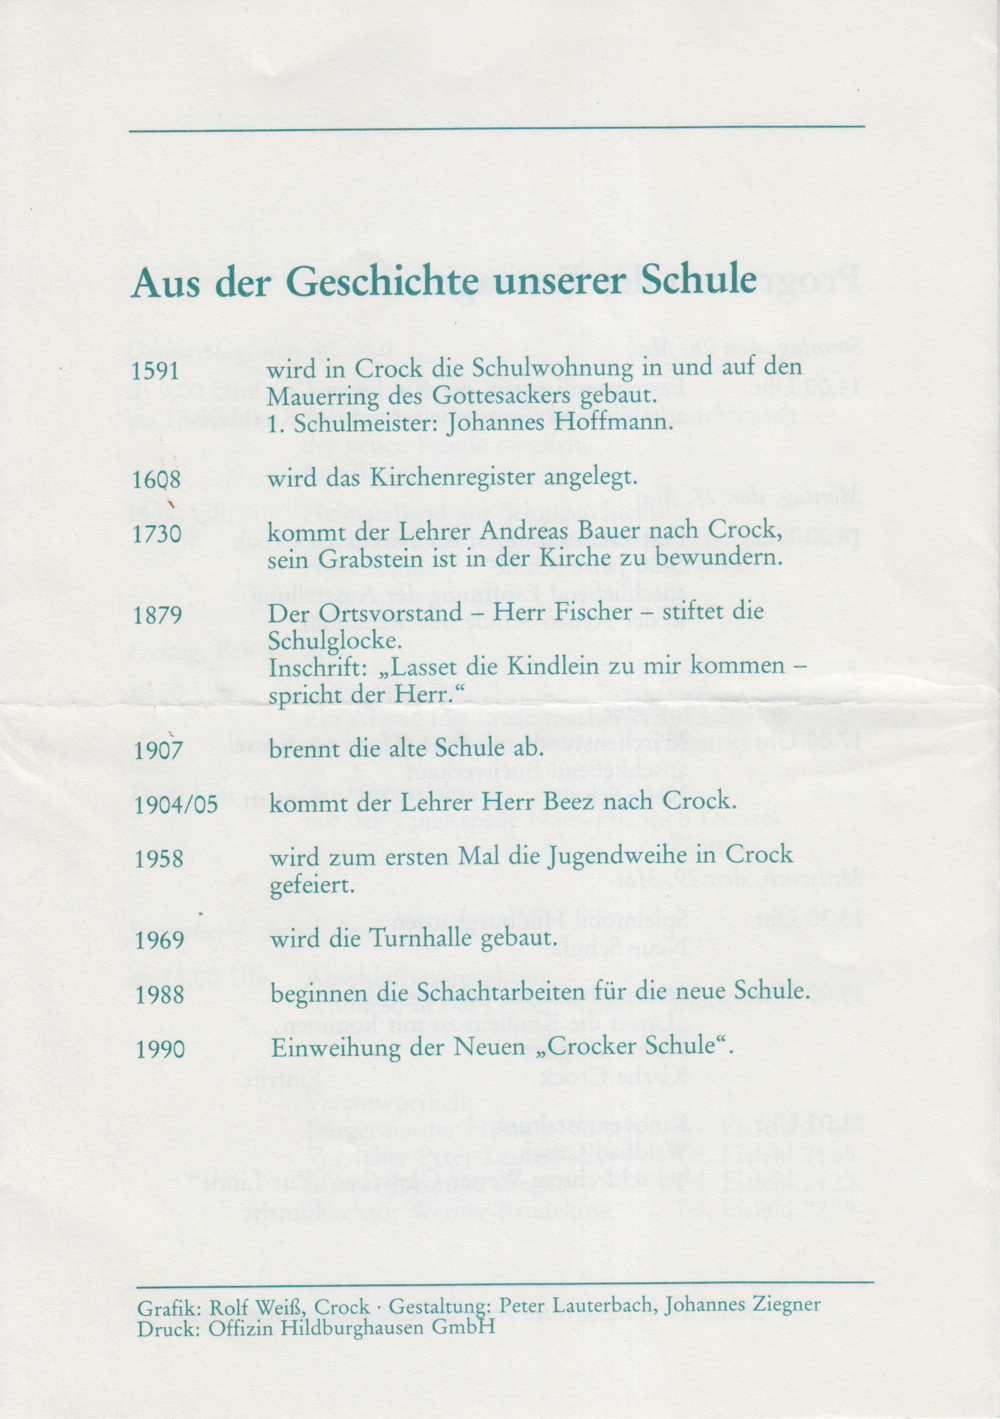 Aus der Geschichte unserer Schule
1591 wird in Crock die Schulwohnung in und auf den
Mauerring des Gottesackers gebaut.
1. Schulmeister: Johannes Hoffmann.
1608 wird das Kirchenregister angelegt.
1730 kommt der Lehrer Andreas Bauer nach Crock,
sein Grabstein ist in der Kirche zu bewundern.
1879 Der Ortsvorstand – Herr Fischer – stiftet die
Schulglocke.
Inschrift: „Lasset die Kindlein zu mir kommen –
spricht der Herr.“
1907 brennt die alte Schule ab.
1904/05 kommt der Lehrer Herr Beez nach Crock.
1958 wird zum ersten Mal die Jugendweihe in Crock
gefeiert.
1969 wird die Turnhalle gebaut.
1988 beginnen die Schachtarbeiten für die neue Schule.
1990 Einweihung der Neuen „Crocker Schule“.
Grafik: Rolf Weiß, Crock · Gestaltung: Peter Lauterbach, Johannes Ziegner
Druck: Offizin Hildburghausen GmbH